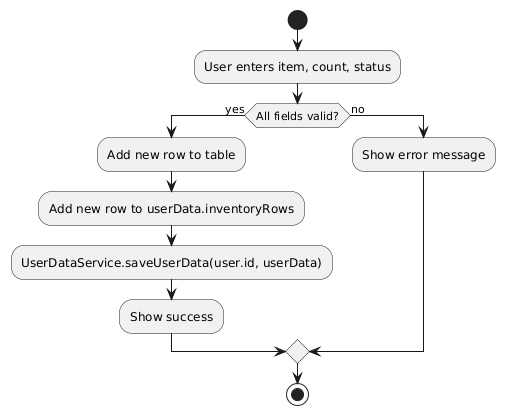 User enters item, count, status
All fields valid?
yes
no
Add new row to table
Show error message
Add new row to userData.inventoryRows
UserDataService.saveUserData(user.id, userData)
Show success